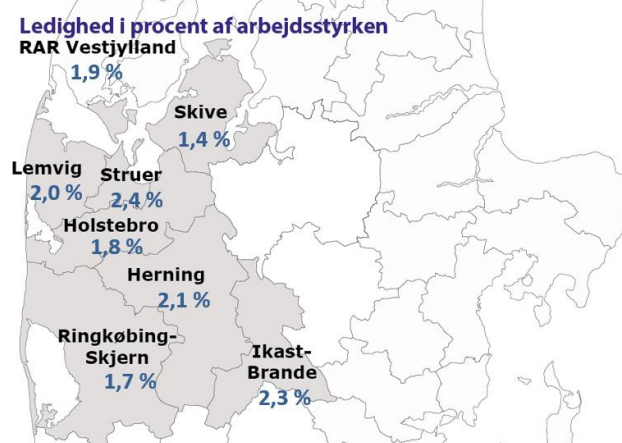 Ledighed i procent af arbejdsstyrken
RAR Vestjylland
1,9 %
Skive
1,4 %
Lemvig
2,0 %
Struer
2,4 %
Holstebro
1,8 %
Herning
2,1 %
Ringkøbing-
Skjern
1,7 %
Ikast-
Brande
2,3 %